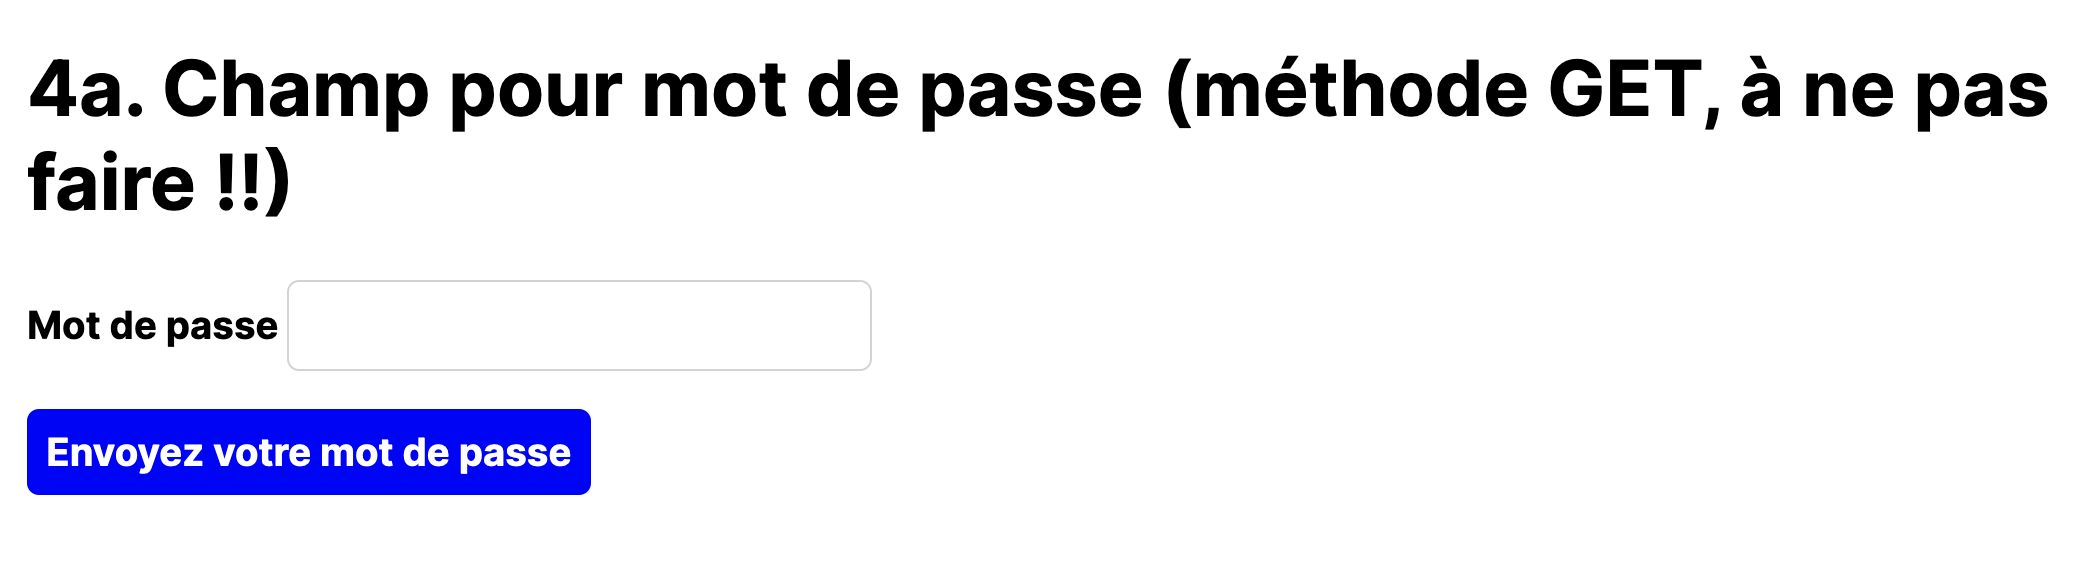 4a. Champ pour mot de passe (méthode GET, à ne pas
faire !!)
Mot de passe
Envoyez votre mot de passe